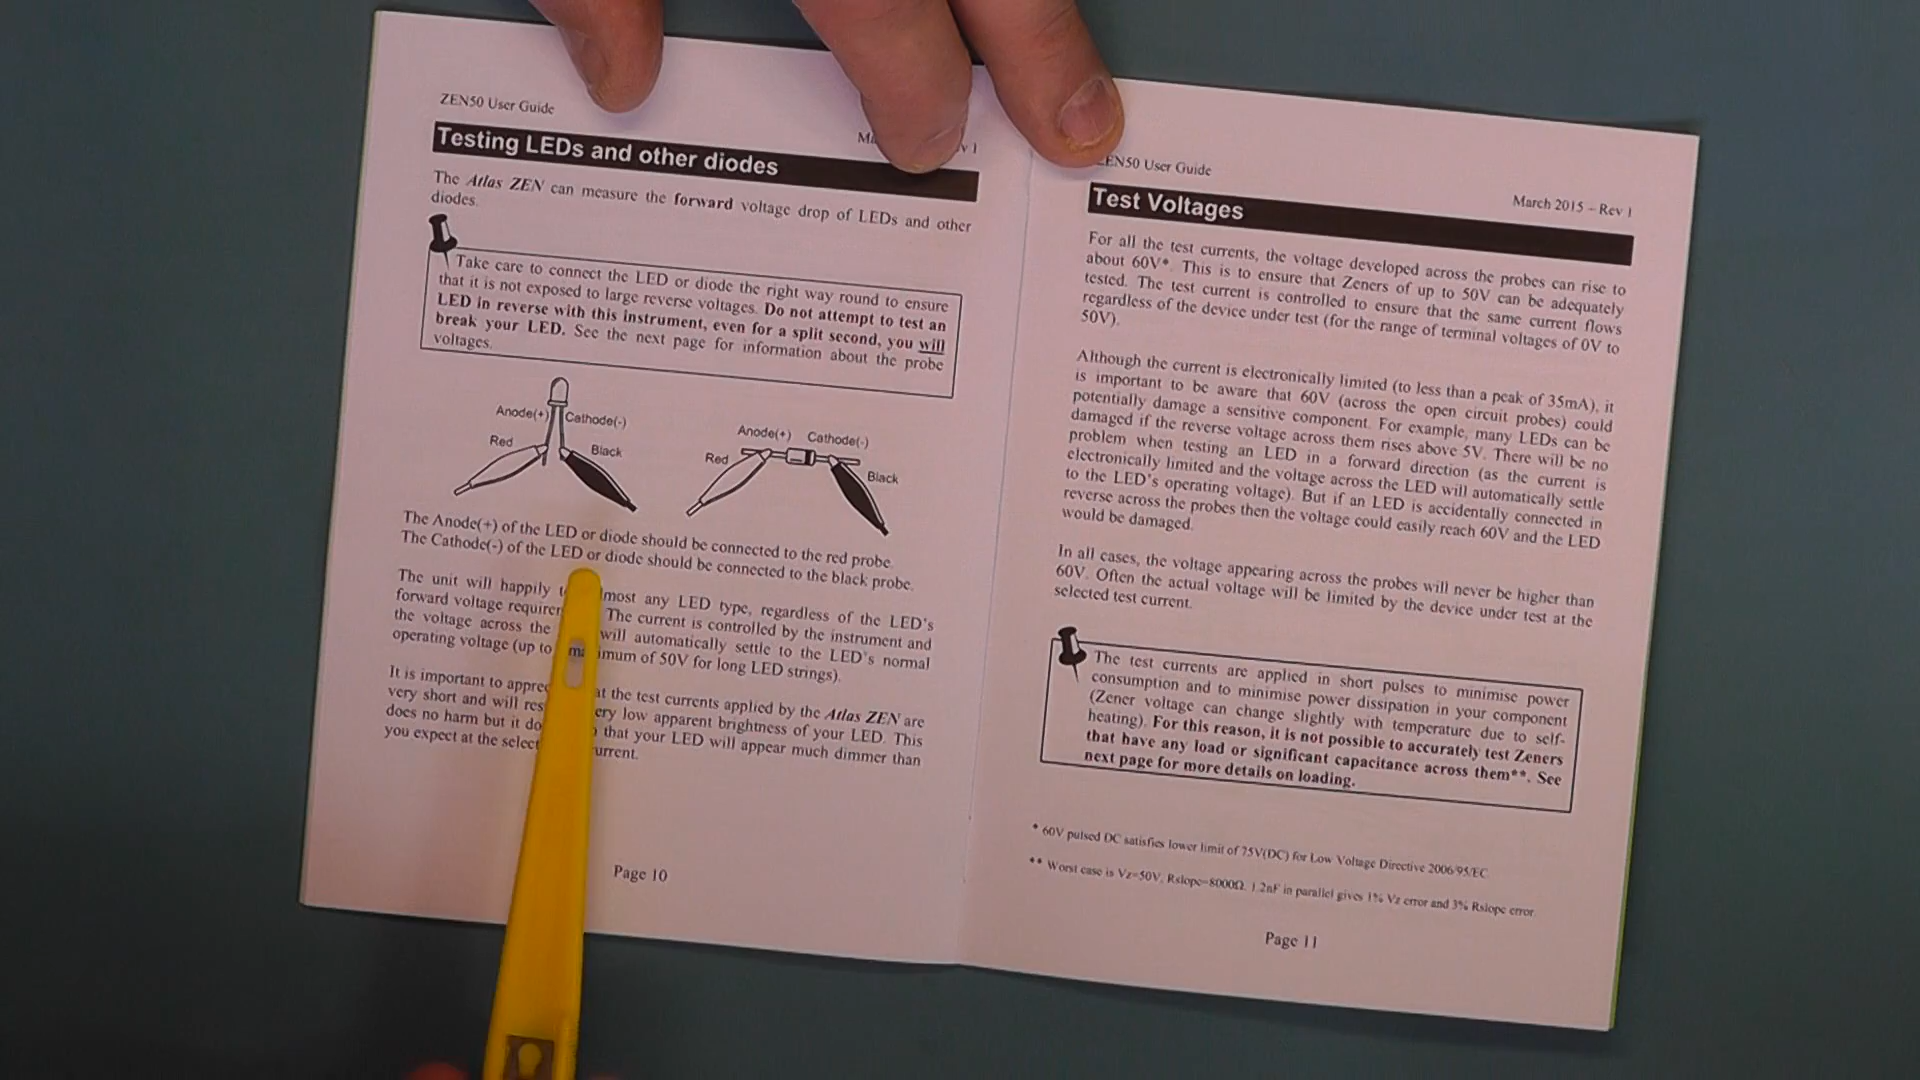 ZEN50 User Guide
Testing LEDs and other diodes
The Atlas ZEN can measure the forward voltage drop of LEDs and other
diodes.
Take care to connect the LED or diode the right way round to ensure
that it is not exposed to large reverse voltages. Do not attempt to test an
LED in reverse with this instrument, even for a split second, you will
break your LED. See the next page for information about the probe
voltages.
Anode(+) Cathode(-)
Red Black
Anode(+) Cathode(-)
Red Black
The Anode(+) of the LED or diode should be connected to the red probe.
The Cathode(-) of the LED or diode should be connected to the black probe.
The unit will happily most any LED type, regardless of the LED's
forward voltage The current is controlled by the instrument and
the voltage across the will automatically settle to the LED's normal
operating voltage (up to of 50V for long LED strings).
It is important to at the test currents applied by the Atlas ZEN are
very short and will low apparent brightness of your LED. This
does no harm but it that your LED will appear much dimmer than
you expect at the
Page 10
ZEN50 User Guide
March 2015 – Rev 1
Test Voltages
For all the test currents, the voltage developed across the probes can rise to
about 60V*. This is to ensure that Zeners of up to 50V can be adequately
tested. The test current is controlled to ensure that the same current flows
regardless of the device under test (for the range of terminal voltages of 0V to
50V).
Although the current is electronically limited (to less than a peak of 35mA), it
is important to be aware that 60V (across the open circuit probes) could
potentially damage a sensitive component. For example, many LEDs can be
damaged if the reverse voltage across them rises above 5V. There will be no
problem when testing an LED in a forward direction (as the current is
electronically limited and the voltage across the LED will automatically settle
to the LED's operating voltage). But if an LED is accidentally connected in
reverse across the probes then the voltage could easily reach 60V and the LED
would be damaged.
In all cases, the voltage appearing across the probes will never be higher than
60V. Often the actual voltage will be limited by the device under test at the
selected test current.
The test currents are applied in short pulses to minimise power
consumption and to minimise power dissipation in your component
(Zener voltage can change slightly with temperature due to self-
heating). For this reason, it is not possible to accurately test Zeners
that have any load or significant capacitance across them**. See
next page for more details on loading.
* 60V pulsed DC satisfies lower limit of 75V(DC) for Low Voltage Directive 2006/95/EC
** Worst case is Vz=50V, Rslope=8000Ω. 1.2nF in parallel gives 1% Vz error and 3% Rslope error.
Page 11